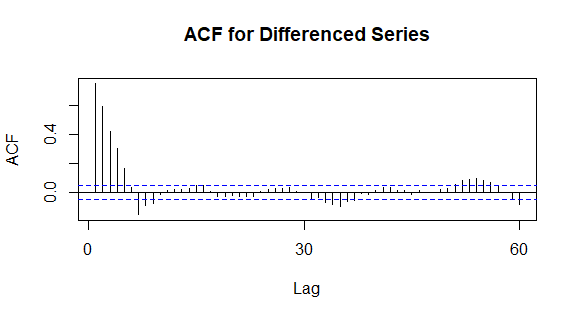 ACF for Differenced Series
ACF
0.4
0.0
0 30 60
Lag